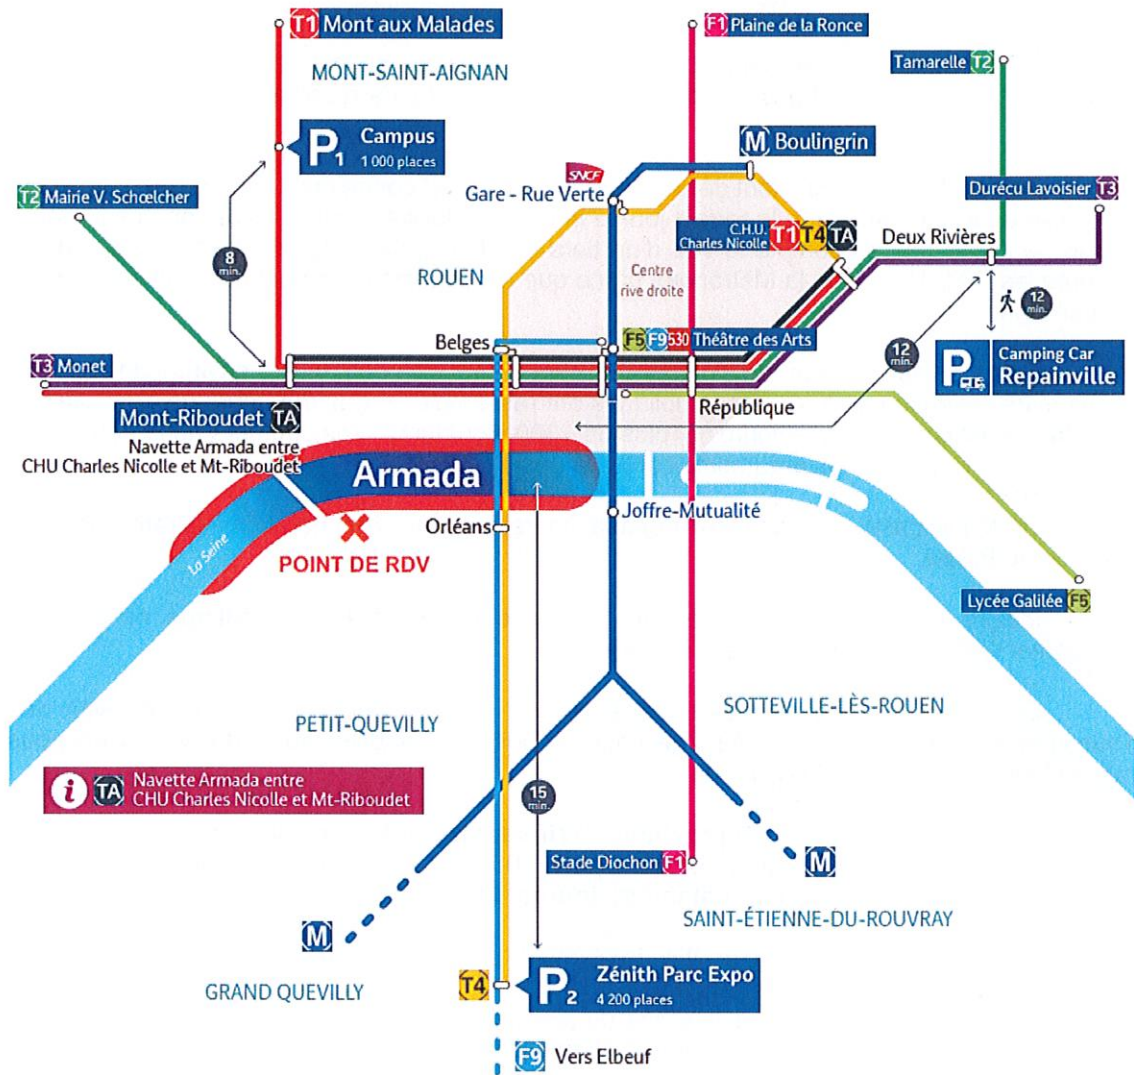 T1 Mont aux Malades
F1 Plaine de la Ronce
MONT-SAINT-AIGNAN
Tamarelle T2
P1 Campus
1 000 places
M Boulingrin
SNCF
Gare - Rue Verte
T2 Mairie V. Schœlcher
Durécu Lavoisier T3
C.H.U.
Charles Nicolle T1 T4 TA
Deux Rivières
8
min.
ROUEN
Centre
rive droite
12
min.
Belges
F5 F9 530 Théâtre des Arts
12
min.
P Camping Car
Repainville
T3 Monet
République
Mont-Riboudet TA
Navette Armada entre
CHU Charles Nicolle et Mt-Riboudet
Armada
Orléans
Joffre-Mutualité
La Seine
POINT DE RDV
Lycée Galilée F5
SOTTEVILLE-LÈS-ROUEN
PETIT-QUEVILLY
i TA Navette Armada entre
CHU Charles Nicolle et Mt-Riboudet
15
min.
Stade Diochon F1
M
SAINT-ÉTIENNE-DU-ROUVRAY
M
GRAND QUEVILLY
T4
P2 Zénith Parc Expo
4 200 places
F9 Vers Elbeuf